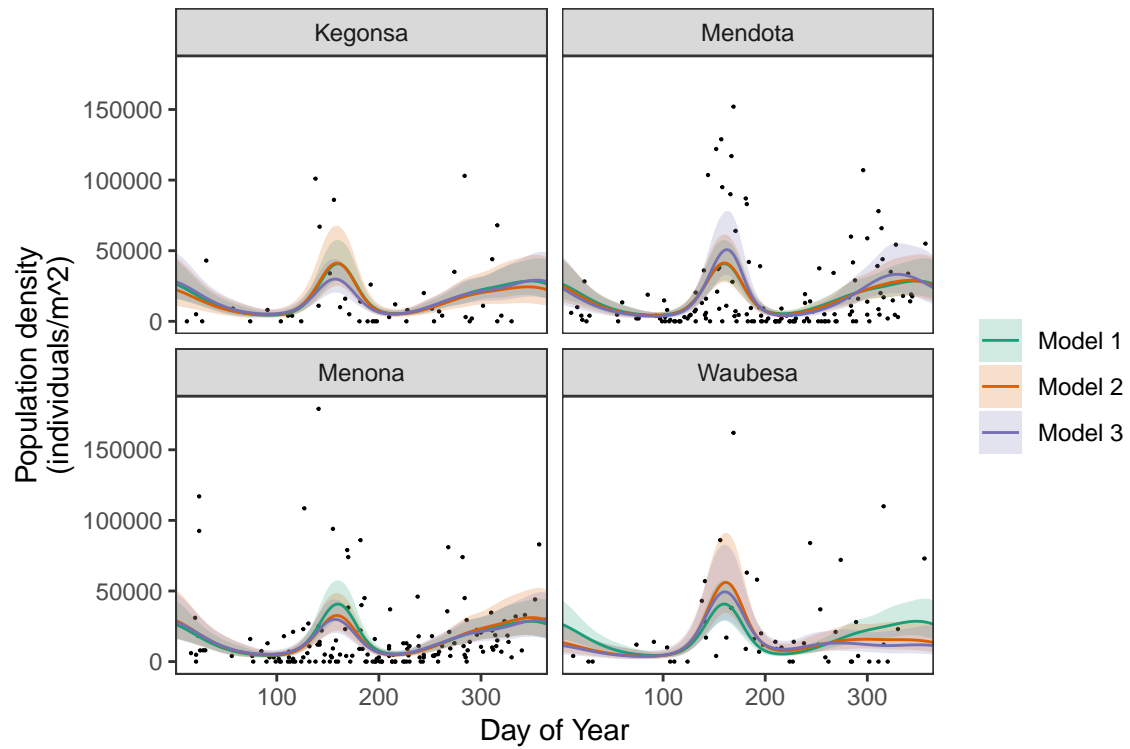 Kegonsa
Mendota
150000
100000
50000
0
Menona
Waubesa
150000
100000
50000
0
100
200
300
100
200
300
Day of Year
Population density
(individuals/m^2)
Model 1
Model 2
Model 3